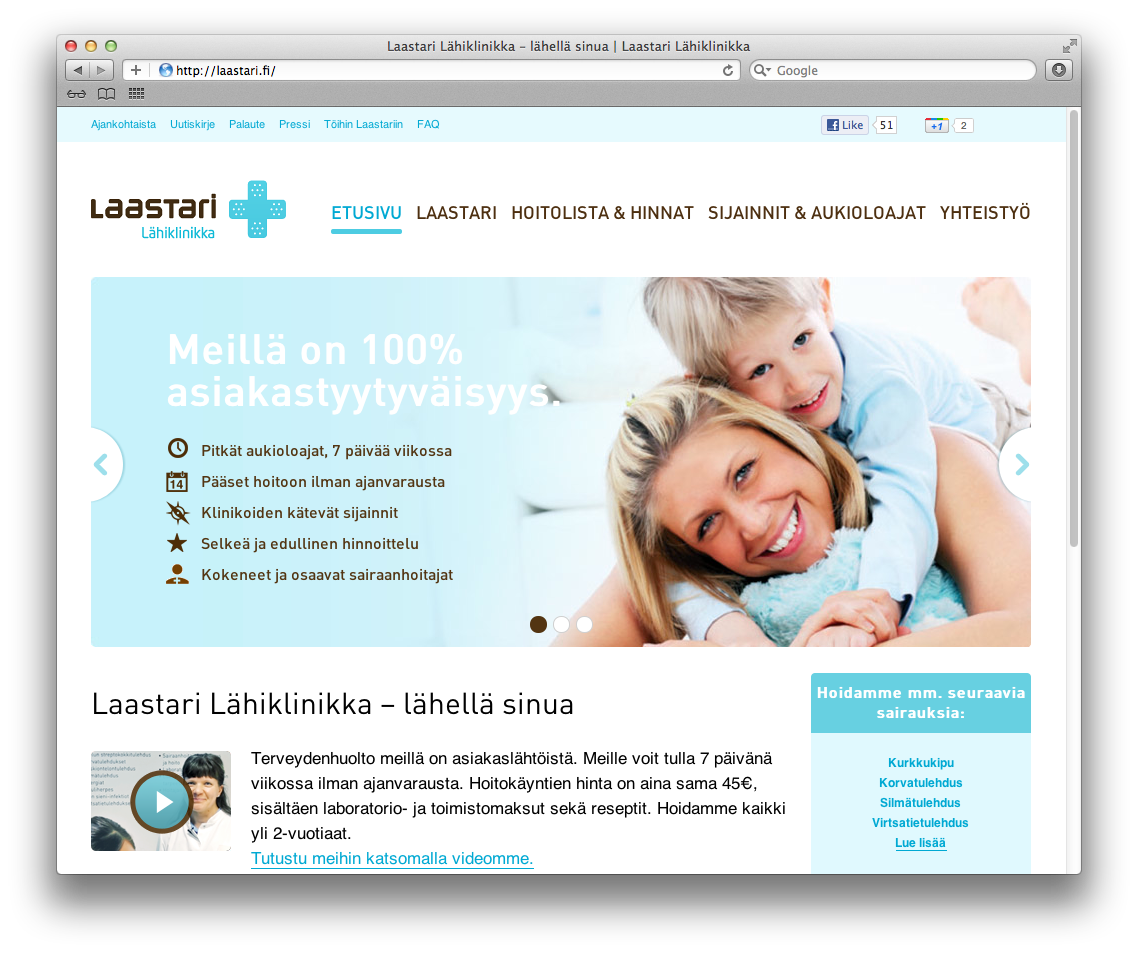 Laastari Lähiklinikka – lähellä sinua | Laastari Lähiklinikka
http://laastari.fi/
Google
Ajankohtaista Uutiskirje Palaute Pressi Töihin Laastariin FAQ
Like 51 +1 2
Laastari
Lähiklinikka
ETUSIVU LAASTARI HOITOLISTA & HINNAT SIJAINNIT & AUKIOLOAJAT YHTEISTYÖ
Meillä on 100%
asiakastyytyväisyys.
Pitkät aukioloajat, 7 päivää viikossa
14 Pääset hoitoon ilman ajanvarausta
Klinikoiden kätevät sijainnit
Selkeä ja edullinen hinnoittelu
Kokeneet ja osaavat sairaanhoitajat
Laastari Lähiklinikka – lähellä sinua
Terveydenhuolto meillä on asiakaslähtöistä. Meille voit tulla 7 päivänä
viikossa ilman ajanvarausta. Hoitokäyntien hinta on aina sama 45€,
sisältäen laboratorio- ja toimistomaksut sekä reseptit. Hoidamme kaikki
yli 2-vuotiaat.
Tutustu meihin katsomalla videomme.
Hoidamme mm. seuraavia
sairauksia:
Kurkkukipu
Korvatulehdus
Silmätulehdus
Virtsatietulehdus
Lue lisää